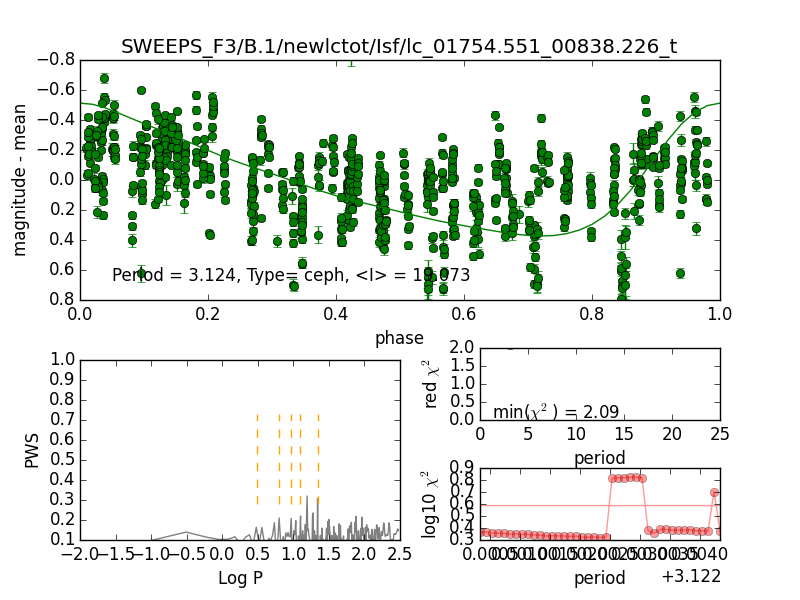 SWEEPS_F3/B.1/newlctot/Isf/lc_01754.551_00838.226_t
magnitude - mean
−0.8
−0.6
−0.4
−0.2
0.0
0.2
0.4
0.6
0.8
Period = 3.124, Type= ceph, <I> = 19.073
0.0 0.2 0.4 0.6 0.8 1.0
phase
PWS
1.0
0.9
0.8
0.7
0.6
0.5
0.4
0.3
0.2
0.1
−2.0 −1.5 −1.0 −0.5 0.0 0.5 1.0 1.5 2.0 2.5
Log P
red χ²
2.0
1.5
1.0
0.5
0.0
min(χ²) = 2.09
0 5 10 15 20 25
period
log10 χ²
0.9
0.8
0.7
0.6
0.5
0.4
0.3
period
+3.122